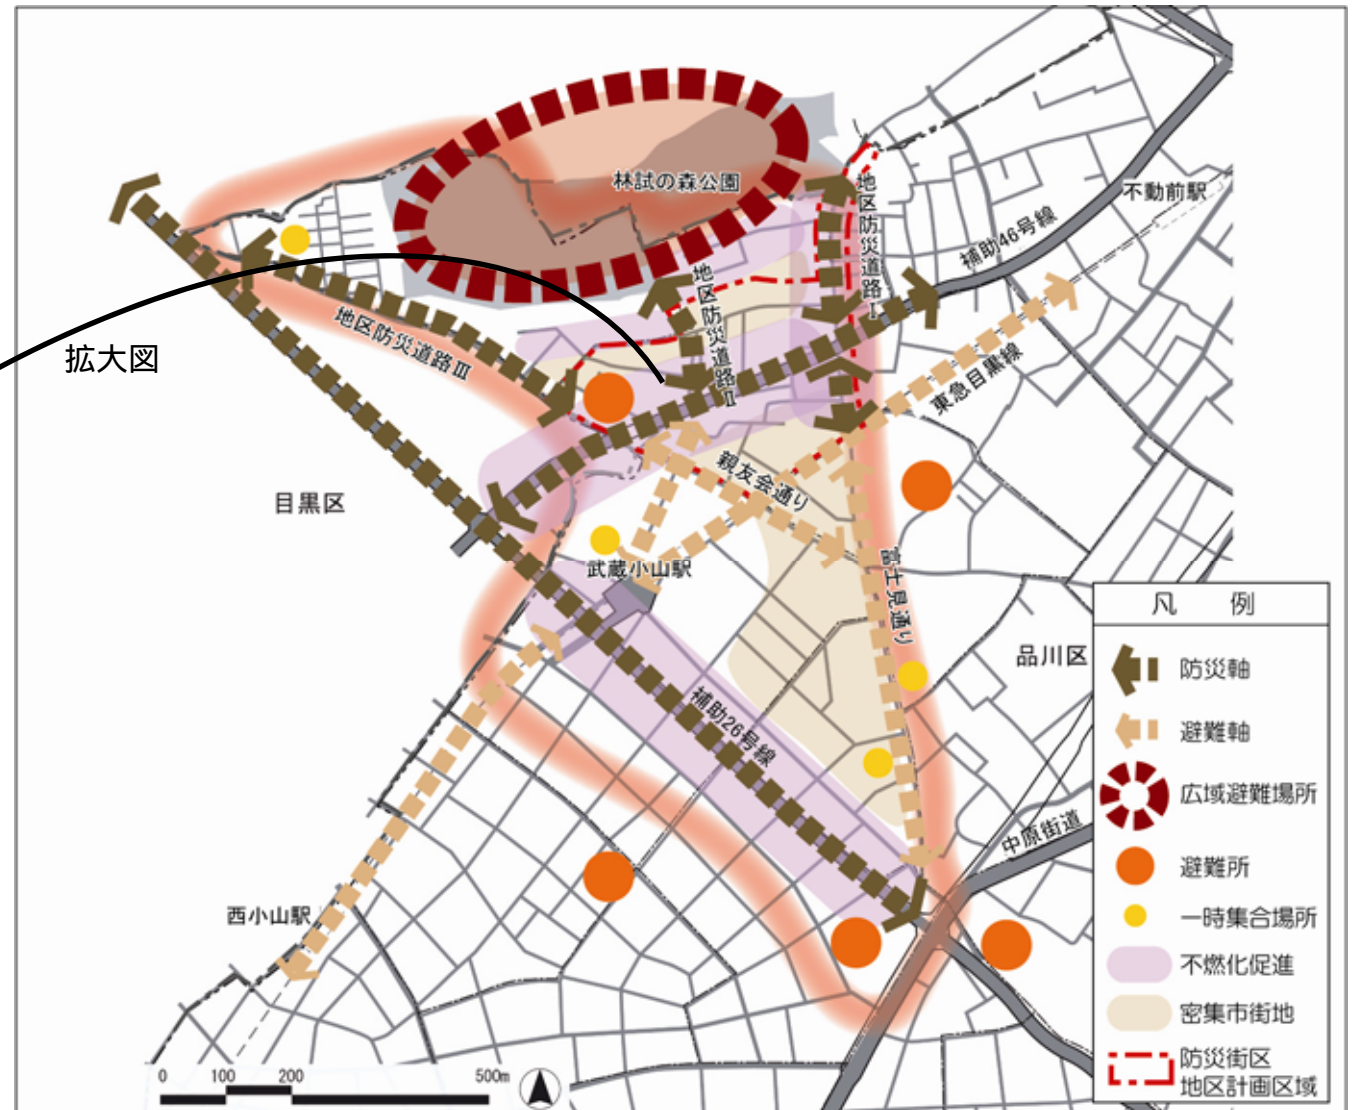 林試の森公園
不動前駅
地区防災道路Ⅰ
補助46号線
地区防災道路Ⅱ
地区防災道路Ⅲ
拡大図
東急目黒線
親友会通り
目黒区
武蔵小山駅
富士見通り
品川区
補助26号線
中原街道
西小山駅
0 100 200 500m
凡 例
防災軸
避難軸
広域避難場所
避難所
一時集合場所
不燃化促進
密集市街地
防災街区
地区計画区域